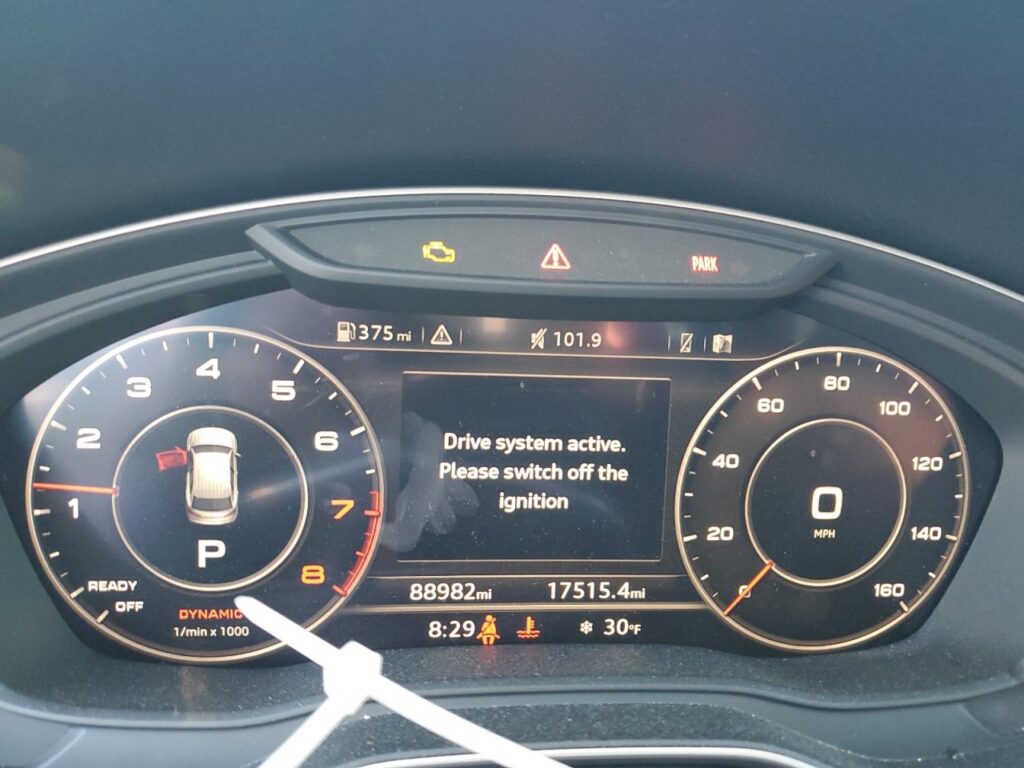 PARK
375 mi
101.9
1
2
3
4
5
6
7
8
P
READY
OFF
DYNAMIC
1/min x 1000
Drive system active.
Please switch off the
ignition
88982mi 17515.4mi
8:29 30°F
0
20
40
60
80
100
120
140
160
0
MPH